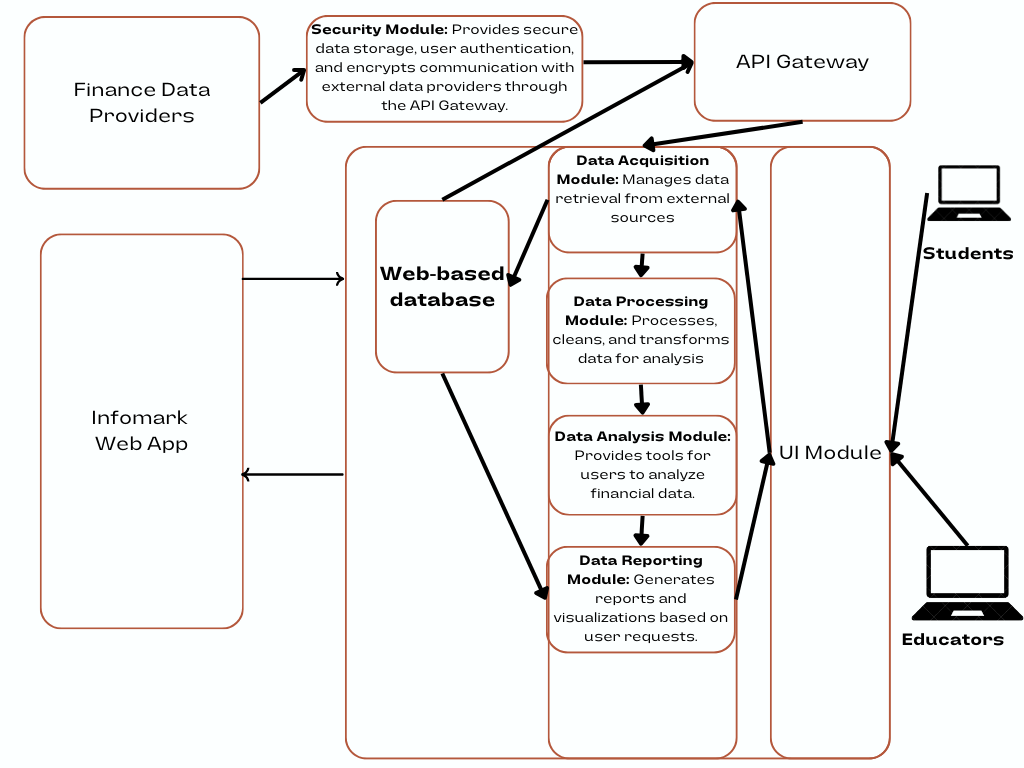 Finance Data
Providers
Security Module: Provides secure
data storage, user authentication,
and encrypts communication with
external data providers through
the API Gateway.
API Gateway
Data Acquisition
Module: Manages data
retrieval from external
sources
Web-based
database
Data Processing
Module: Processes,
cleans, and transforms
data for analysis
Infomark
Web App
Data Analysis Module:
Provides tools for
users to analyze
financial data.
Data Reporting
Module: Generates
reports and
visualizations based on
user requests.
UI Module
Students
Educators